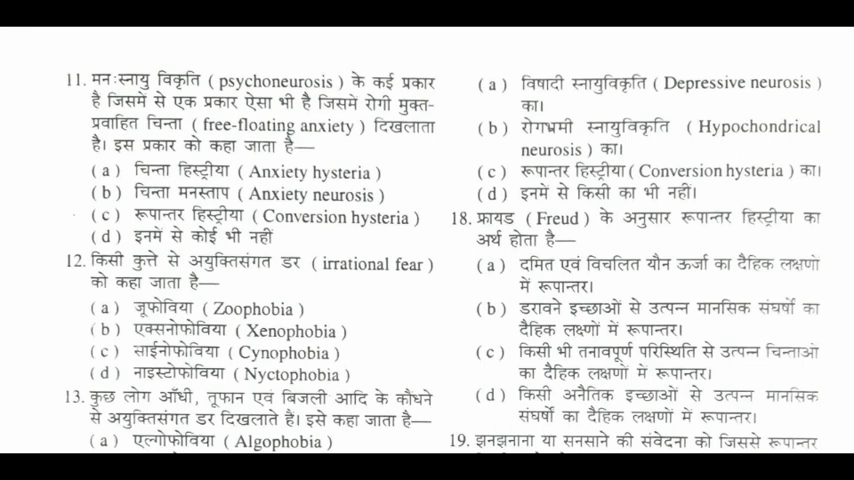 11. मनःस्नायु विकृति ( psychoneurosis ) के कई प्रकार
है जिसमें से एक प्रकार ऐसा भी है जिसमें रोगी मुक्त-
प्रवाहित चिन्ता ( free-floating anxiety ) दिखलाता
है। इस प्रकार को कहा जाता है—
( a ) चिन्ता हिस्ट्रीया ( Anxiety hysteria )
( b ) चिन्ता मनस्ताप ( Anxiety neurosis )
( c ) रूपान्तर हिस्ट्रीया ( Conversion hysteria )
( d ) इनमें से कोई भी नहीं
12. किसी कुत्ते से अयुक्तिसंगत डर ( irrational fear )
को कहा जाता है—
( a ) जूफोविया ( Zoophobia )
( b ) एक्सनोफोविया ( Xenophobia )
( c ) साईनोफोविया ( Cynophobia )
( d ) नाइस्टोफोविया ( Nyctophobia )
13. कुछ लोग आँधी, तूफान एवं बिजली आदि के कौंधने
से अयुक्तिसंगत डर दिखलाते हैं। इसे कहा जाता है—
( a ) एल्गोफोविया ( Algophobia )
( a ) विषादी स्नायुविकृति ( Depressive neurosis )
का।
( b ) रोगभ्रमी स्नायुविकृति ( Hypochondrical
neurosis ) का।
( c ) रूपान्तर हिस्ट्रीया ( Conversion hysteria ) का।
( d ) इनमें से किसी का भी नहीं।
18. फ्रायड ( Freud ) के अनुसार रूपान्तर हिस्ट्रीया का
अर्थ होता है—
( a ) दमित एवं विचलित यौन ऊर्जा का दैहिक लक्षणों
में रूपान्तर।
( b ) डरावने इच्छाओं से उत्पन्न मानसिक संघर्षों का
दैहिक लक्ष्णों में रूपान्तर।
( c ) किसी भी तनावपूर्ण परिस्थिति से उत्पन्न चिन्ताओं
का दैहिक लक्षणों में रूपान्तर।
( d ) किसी अनैतिक इच्छाओं से उत्पन्न मानसिक
संघर्षों का दैहिक लक्षणों में रूपान्तर।
19. झनझनाना या सनसाने की संवेदना को जिससे रूपान्तर